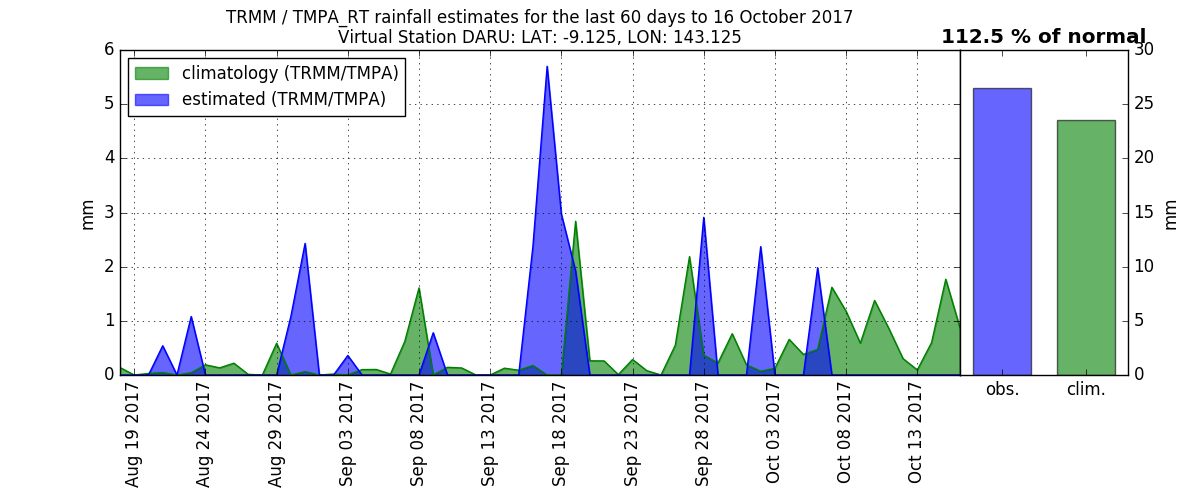 TRMM / TMPA_RT rainfall estimates for the last 60 days to 16 October 2017
Virtual Station DARU: LAT: -9.125, LON: 143.125
112.5 % of normal
climatology (TRMM/TMPA)
estimated (TRMM/TMPA)
6
5
4
3
2
1
0
mm
Aug 19 2017
Aug 24 2017
Aug 29 2017
Sep 03 2017
Sep 08 2017
Sep 13 2017
Sep 18 2017
Sep 23 2017
Sep 28 2017
Oct 03 2017
Oct 08 2017
Oct 13 2017
30
25
20
15
10
5
0
mm
obs.
clim.